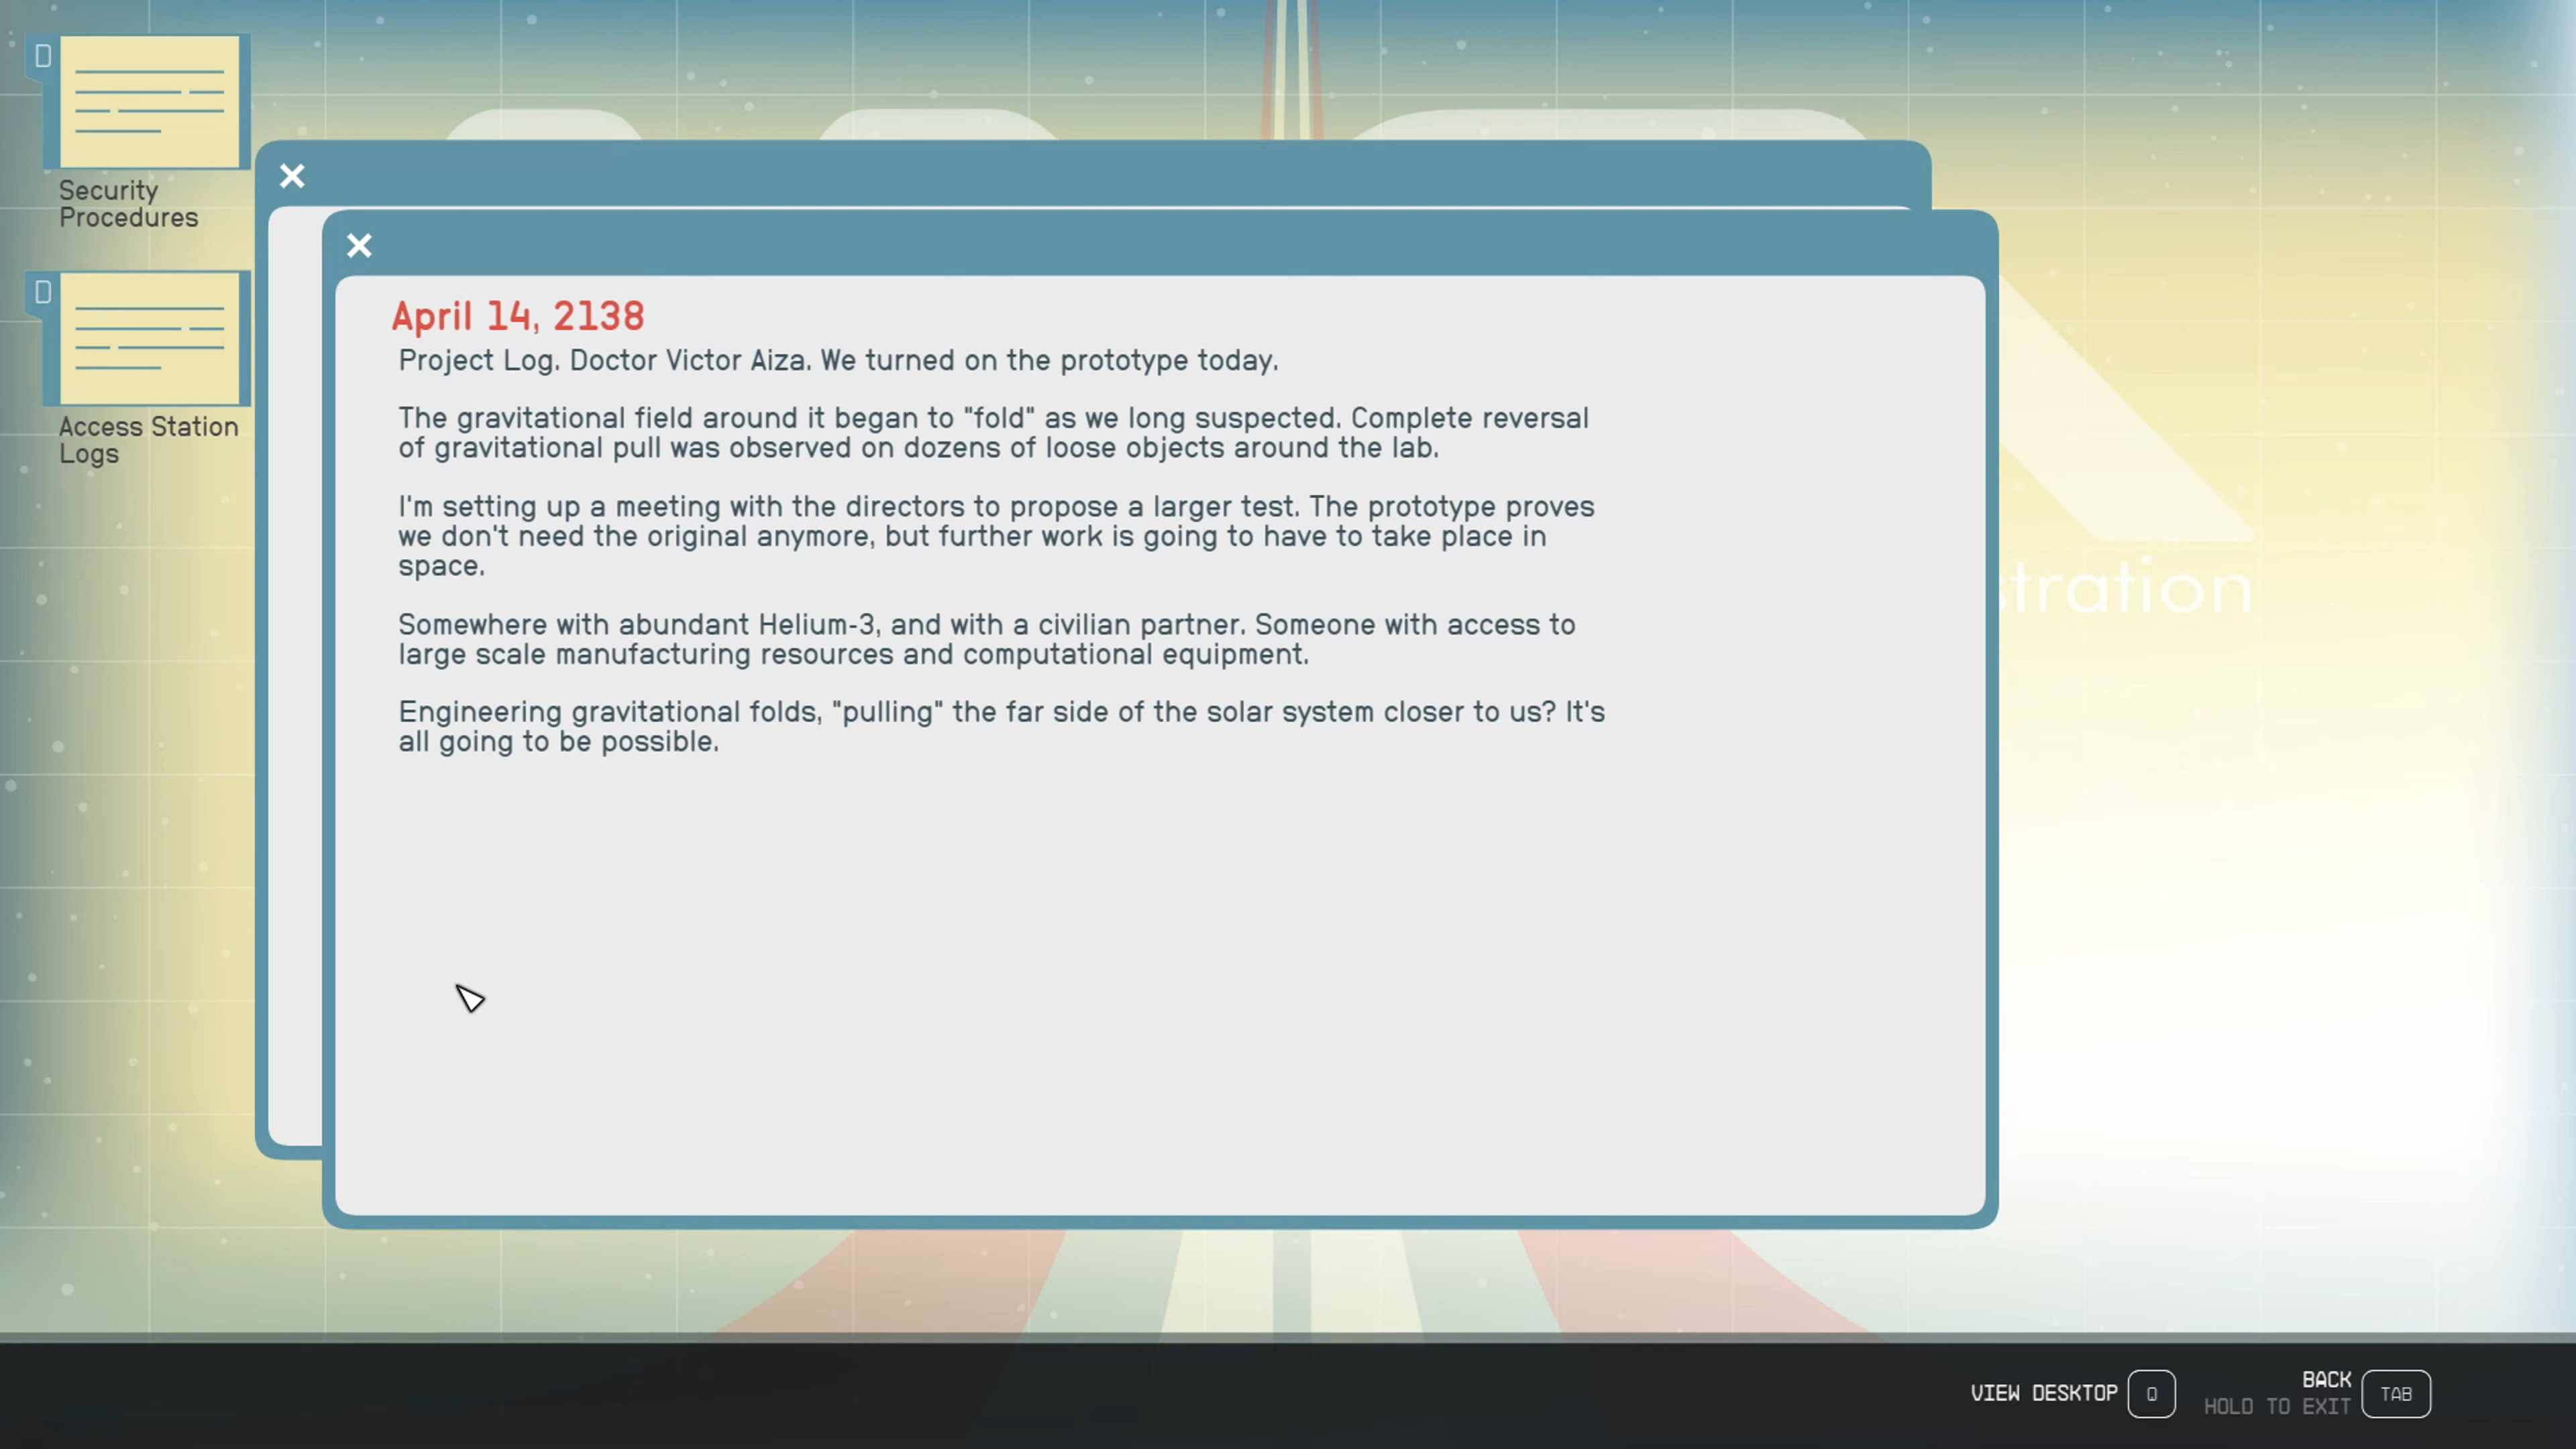 Security
Procedures
Access Station
Logs
April 14, 2138
Project Log. Doctor Victor Aiza. We turned on the prototype today.
The gravitational field around it began to "fold" as we long suspected. Complete reversal
of gravitational pull was observed on dozens of loose objects around the lab.
I'm setting up a meeting with the directors to propose a larger test. The prototype proves
we don't need the original anymore, but further work is going to have to take place in
space.
Somewhere with abundant Helium-3, and with a civilian partner. Someone with access to
large scale manufacturing resources and computational equipment.
Engineering gravitational folds, "pulling" the far side of the solar system closer to us? It's
all going to be possible.
stration
VIEW DESKTOP Q
BACK TAB
HOLD TO EXIT